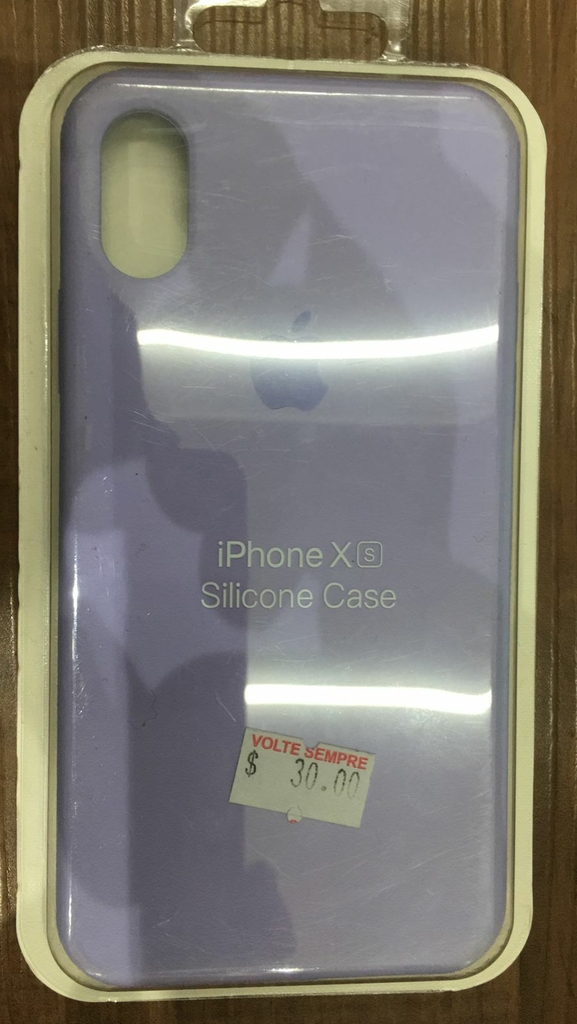 iPhone XS
Silicone Case
VOLTE SEMPRE
$ 30.00